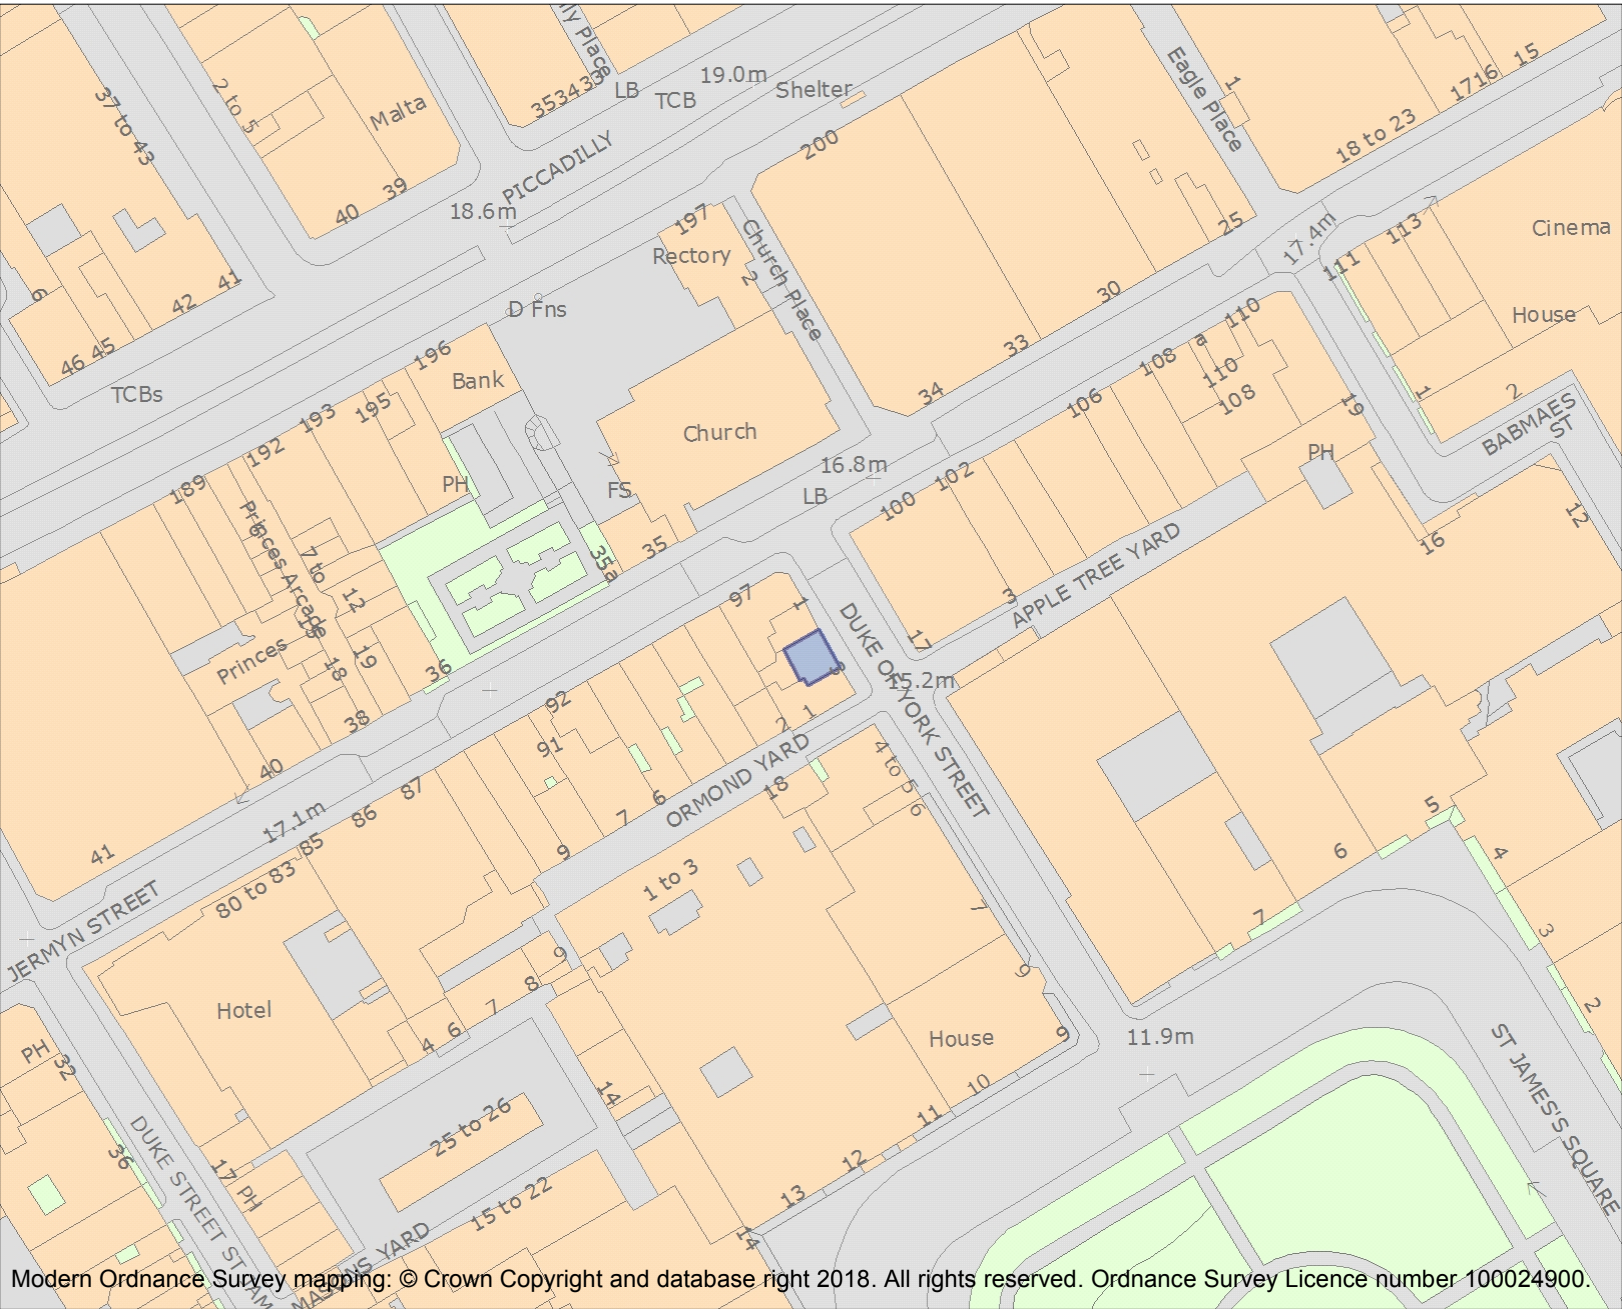 37 to 43
2 to 5
Malta
353433
LB
TCB
19.0m
Shelter
Eagle Place
1
1716
15
18 to 23
200
PICCADILLY
39
40
18.6m
197
Rectory
Church Place
2
25
17.4m
113
111
Cinema
House
6
41
42
46 45
TCBs
D Fns
30
33
34
110
a
108
110
108
106
19
1
2
BABMAES
ST
196
Bank
195
193
192
189
Church
16.8m
LB
102
100
PH
12
16
PH
FS
35
35a
Princes Arcade
7 to
12
16
19
18
Princes
36
38
40
97
1
3
DUKE OF YORK STREET
17
3
APPLE TREE YARD
15.2m
92
91
2
1
ORMOND YARD
18
4 to 5
6
87
86
85
80 to 83
17.1m
41
JERMYN STREET
7
6
9
1 to 3
7
5
4
6
7
3
2
9
Hotel
9
8
7
6
4
House
9
10
11
11.9m
PH
32
36
DUKE STREET ST JAM
14
25 to 26
15 to 22
17
PH
12
13
14
ST JAMES'S SQUARE
Modern Ordnance Survey mapping: © Crown Copyright and database right 2018. All rights reserved. Ordnance Survey Licence number 100024900.